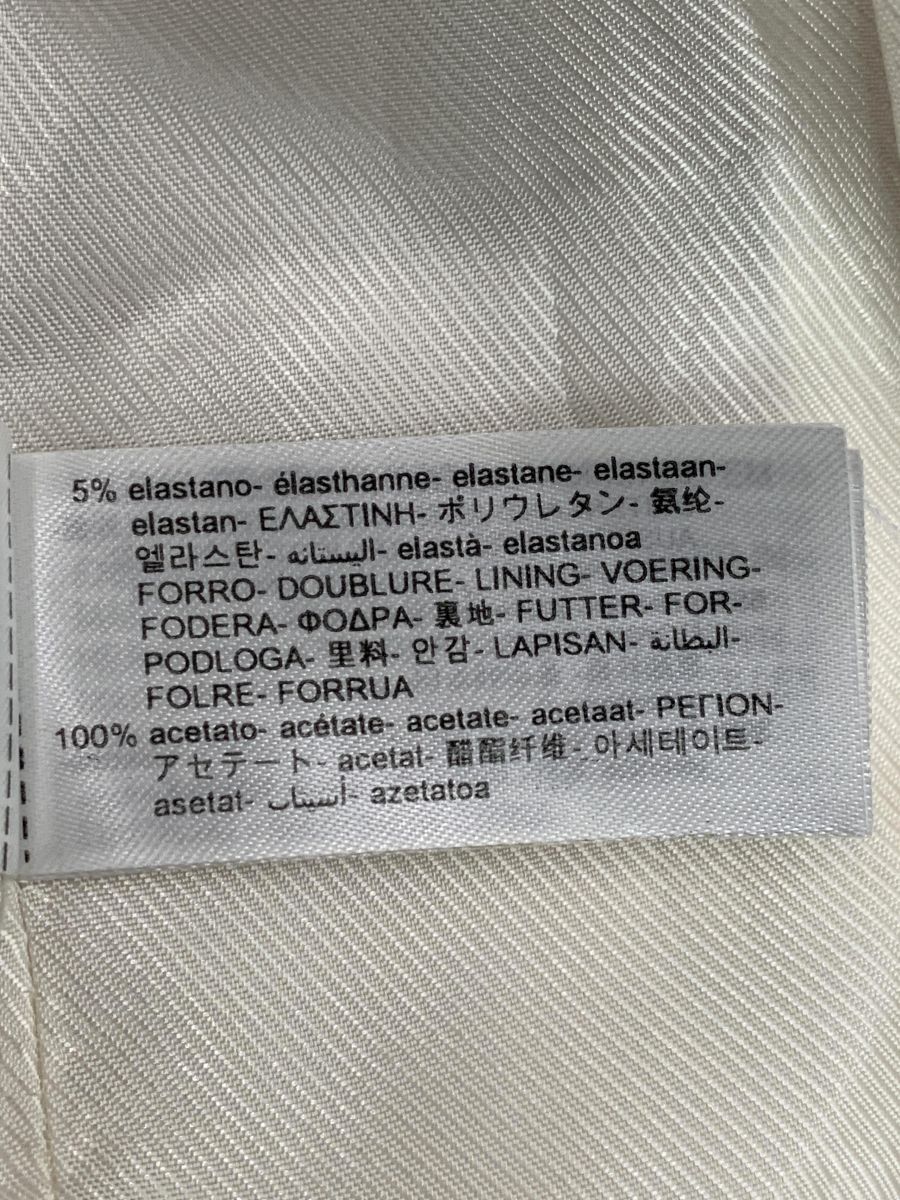 5% elastano- élasthanne- elastane- elastaan-
elastan- ΕΛΑΣΤΙΝΗ- ポリウレタン- 氨纶-
엘라스탄- اليستانه- elastà- elastanoa
FORRO- DOUBLURE- LINING- VOERING-
FODERA- ΦΟΔΡΑ- 裏地- FUTTER- FOR-
PODLOGA- 里料- 안감- LAPISAN- البطانة-
FOLRE- FORRUA
100% acetato- acétate- acetate- acetaat- ΡΕΓΙΟΝ-
アセテート- acetat- 醋酯纤维- 아세테이트-
asetat- أسيتات- azetatoa